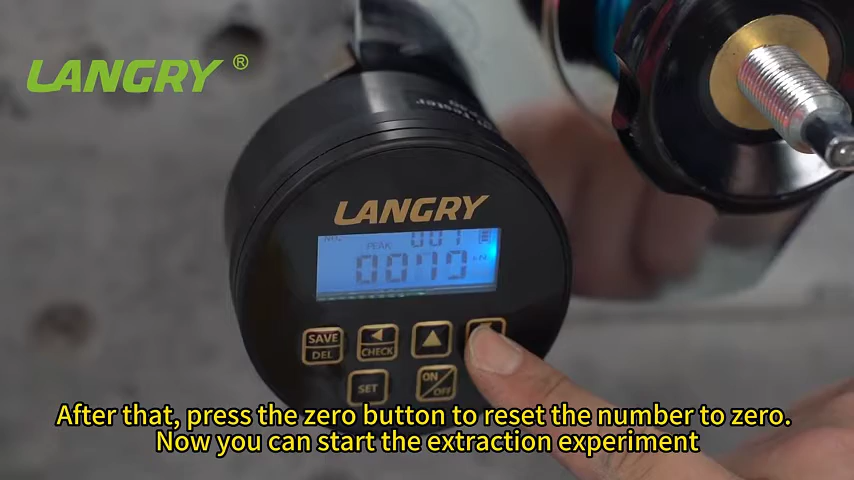 LANGRY ®
LANGRY
PEAK 001
0070 kN
SAVE
DEL
CHECK
SET
ON/OFF
After that, press the zero button to reset the number to zero.
Now you can start the extraction experiment